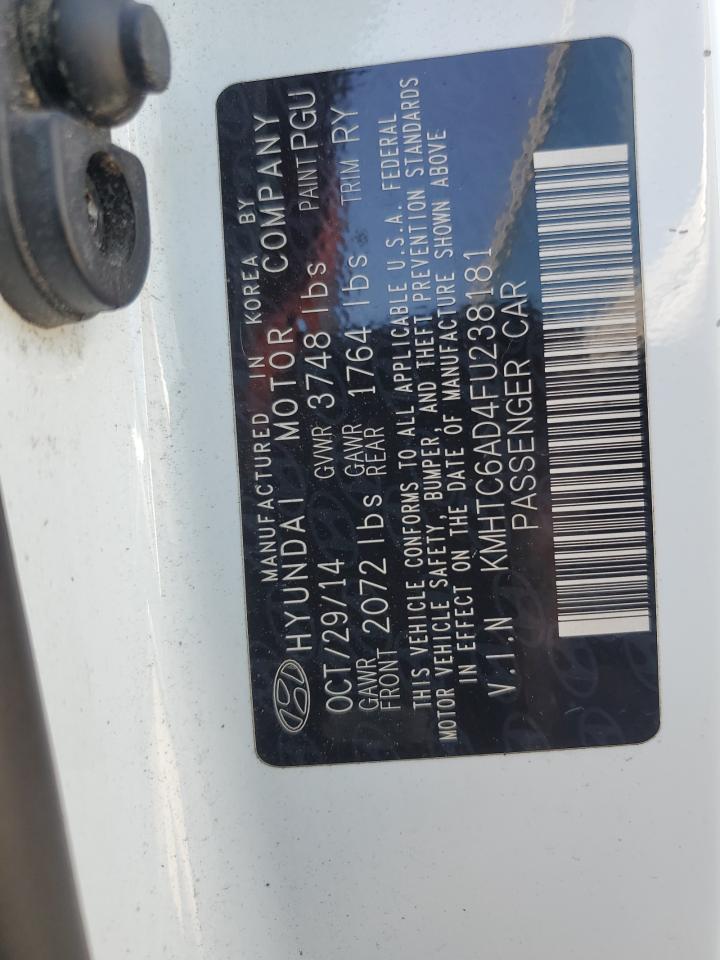 MANUFACTURED IN KOREA BY
HYUNDAI MOTOR COMPANY
OCT/29/14 GVWR 3748 lbs PAINT PGU
GAWR FRONT 2072 lbs GAWR REAR 1764 lbs TRIM RY
THIS VEHICLE CONFORMS TO ALL APPLICABLE U.S.A. FEDERAL
MOTOR VEHICLE SAFETY, BUMPER, AND THEFT PREVENTION STANDARDS
IN EFFECT ON THE DATE OF MANUFACTURE SHOWN ABOVE
V.I.N KMHTC6AD4FU238181
PASSENGER CAR